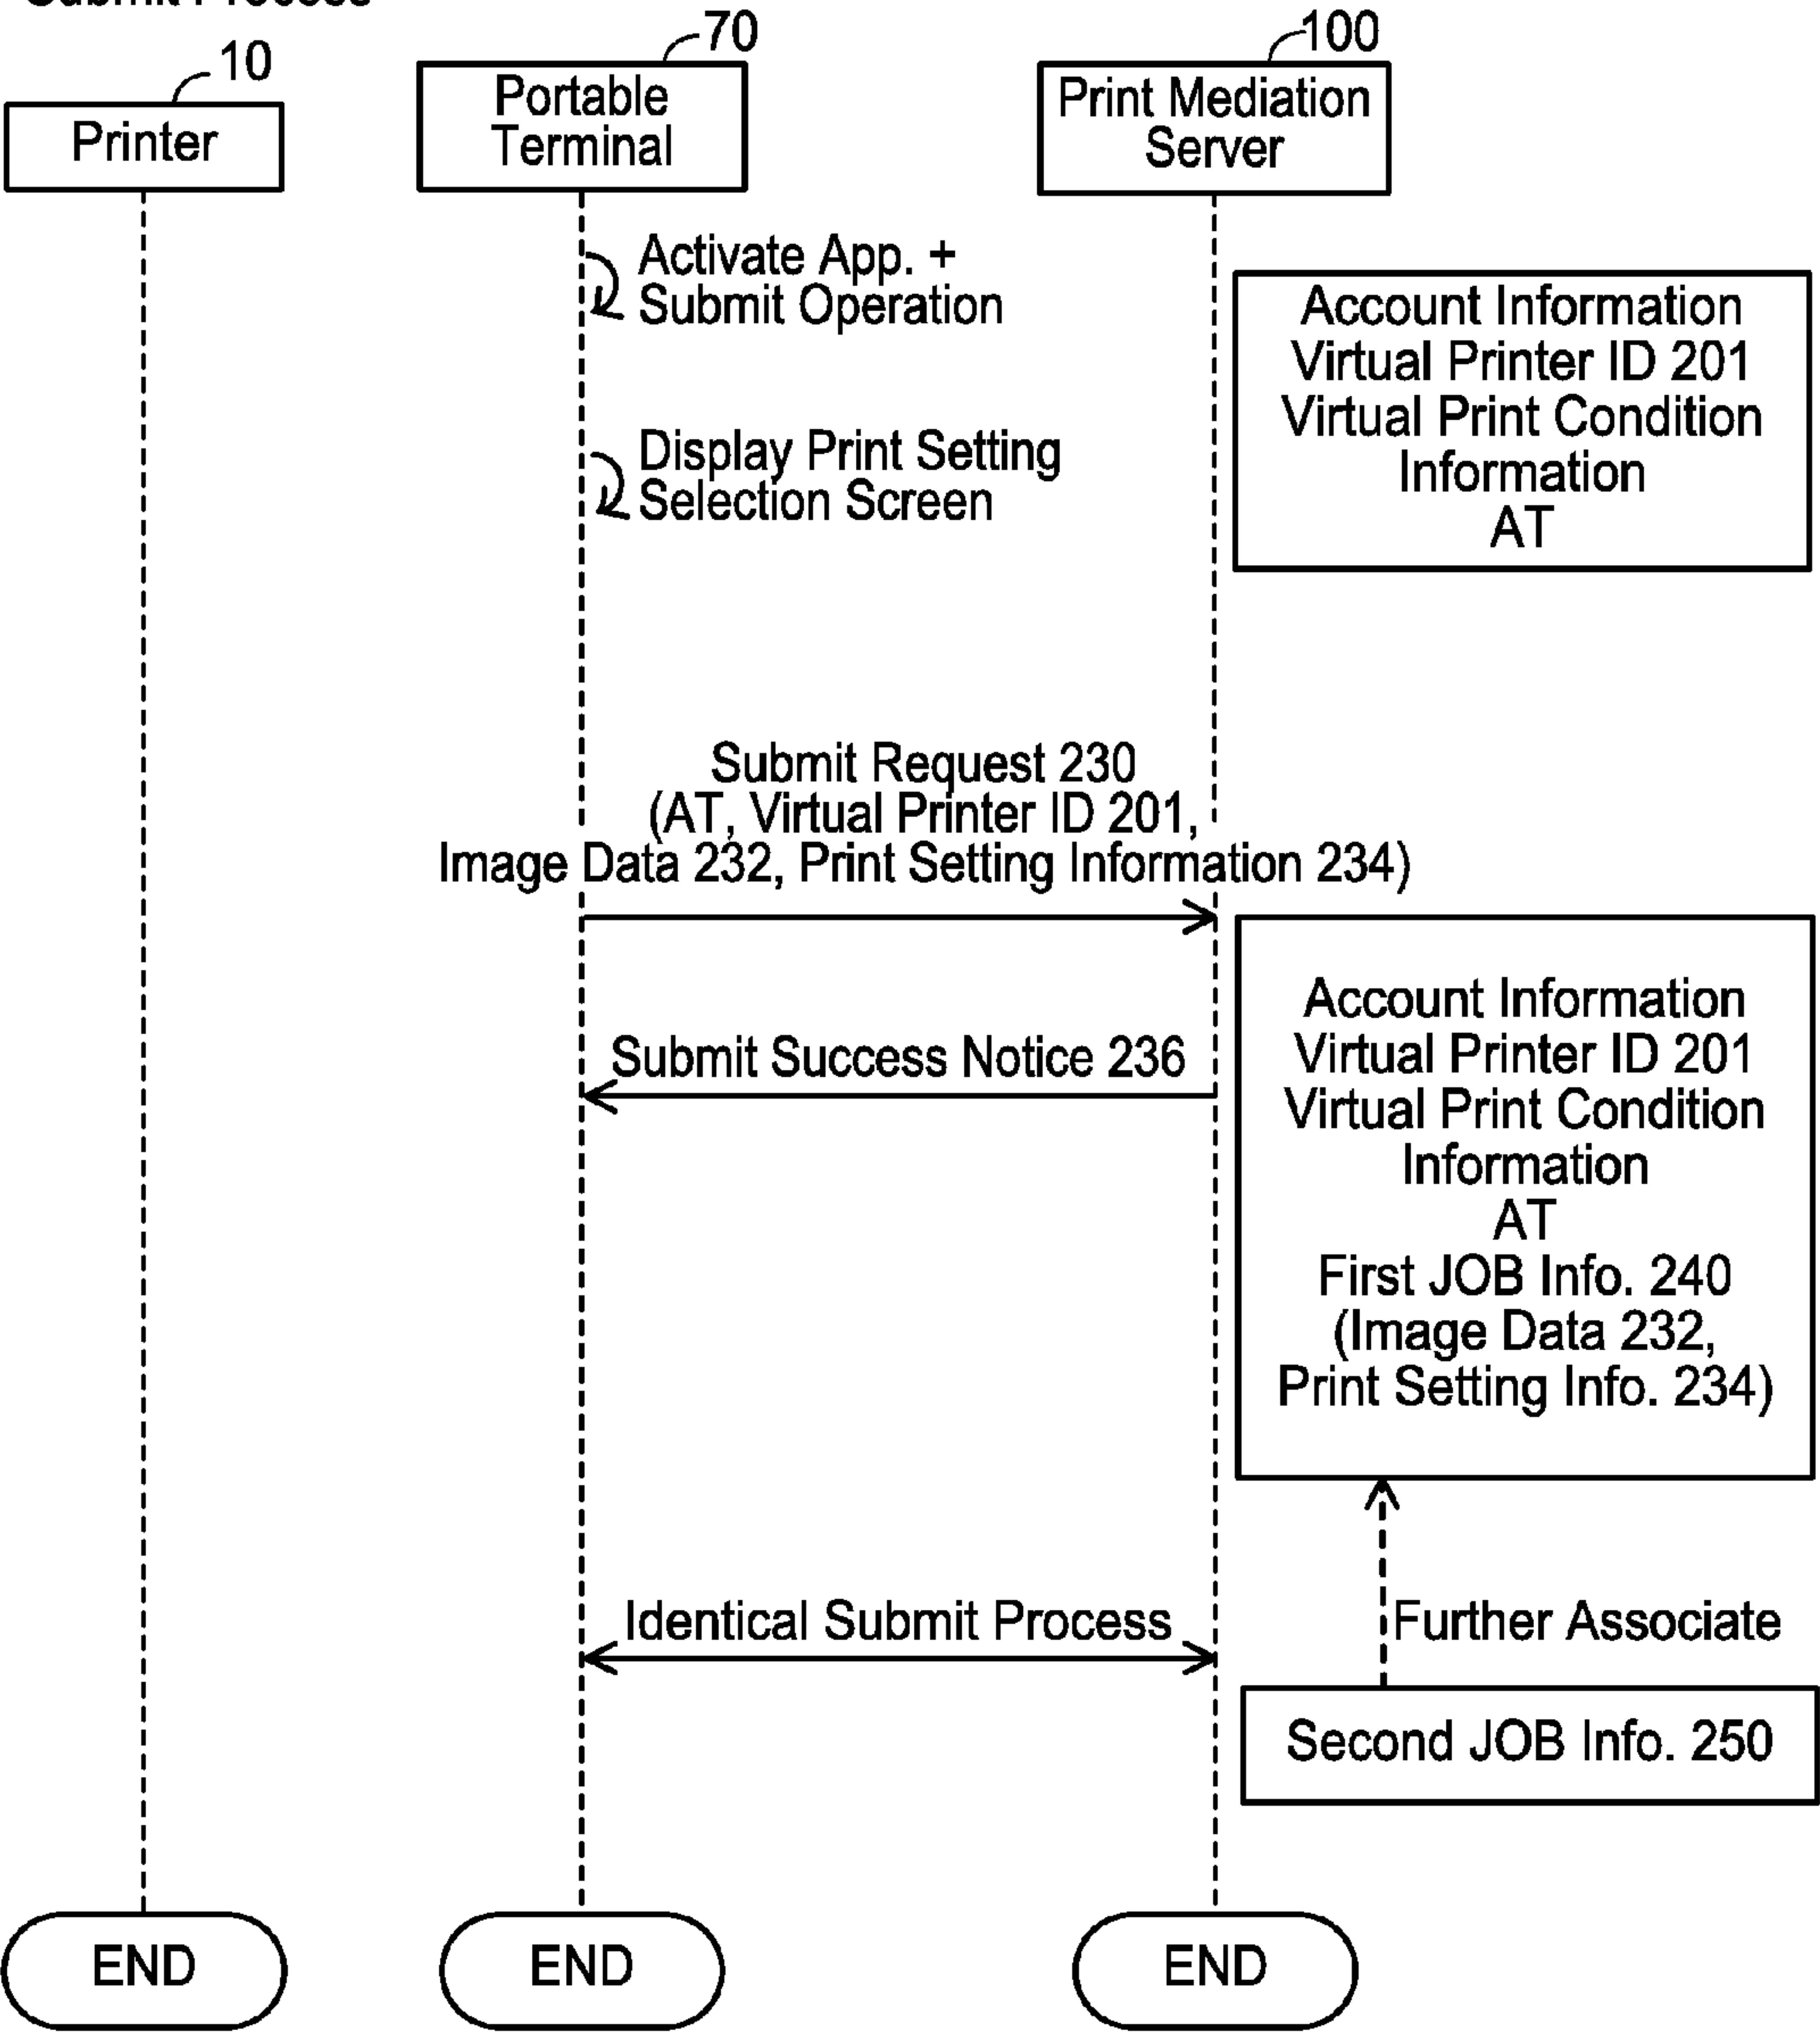 10
70
100
Printer
Portable
Terminal
Print Mediation
Server
Activate App. +
Submit Operation
Account Information
Virtual Printer ID 201
Virtual Print Condition
Information
AT
Display Print Setting
Selection Screen
Submit Request 230
(AT, Virtual Printer ID 201,
Image Data 232, Print Setting Information 234)
Submit Success Notice 236
Account Information
Virtual Printer ID 201
Virtual Print Condition
Information
AT
First JOB Info. 240
(Image Data 232,
Print Setting Info. 234)
Identical Submit Process
Further Associate
Second JOB Info. 250
END
END
END